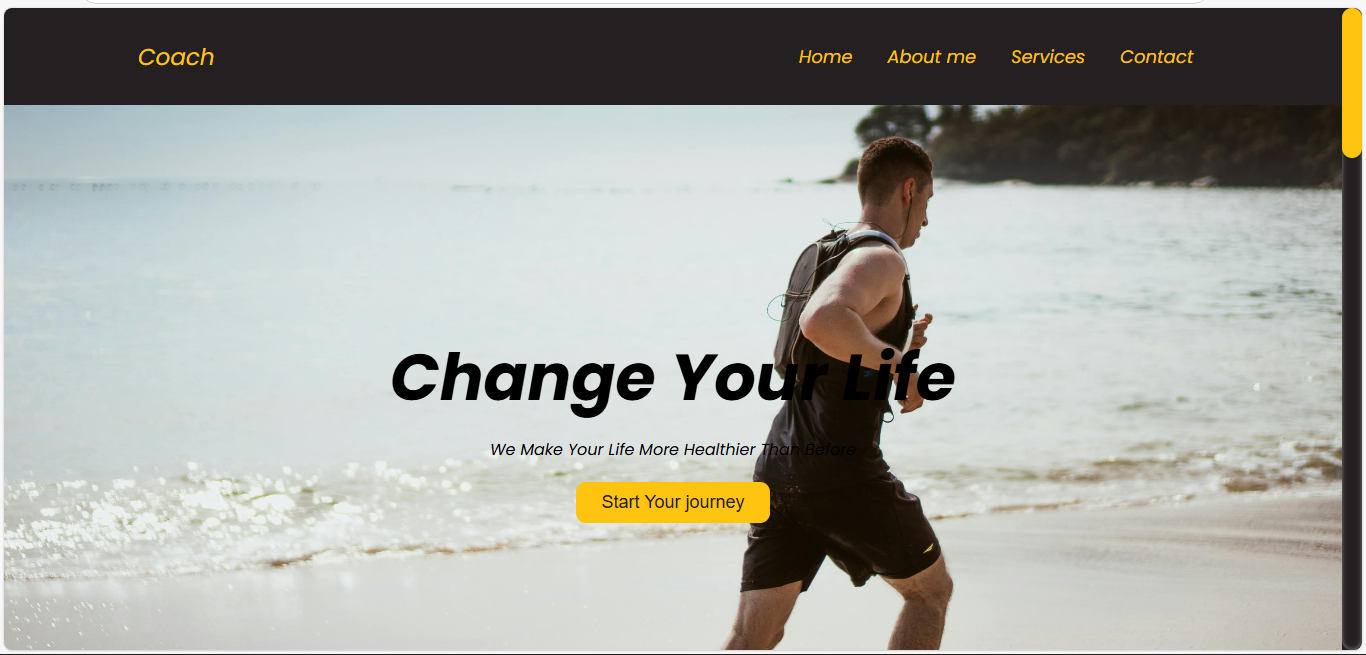 Coach
Home About me Services Contact
Change Your Life
We Make Your Life More Healthier Than Before
Start Your journey